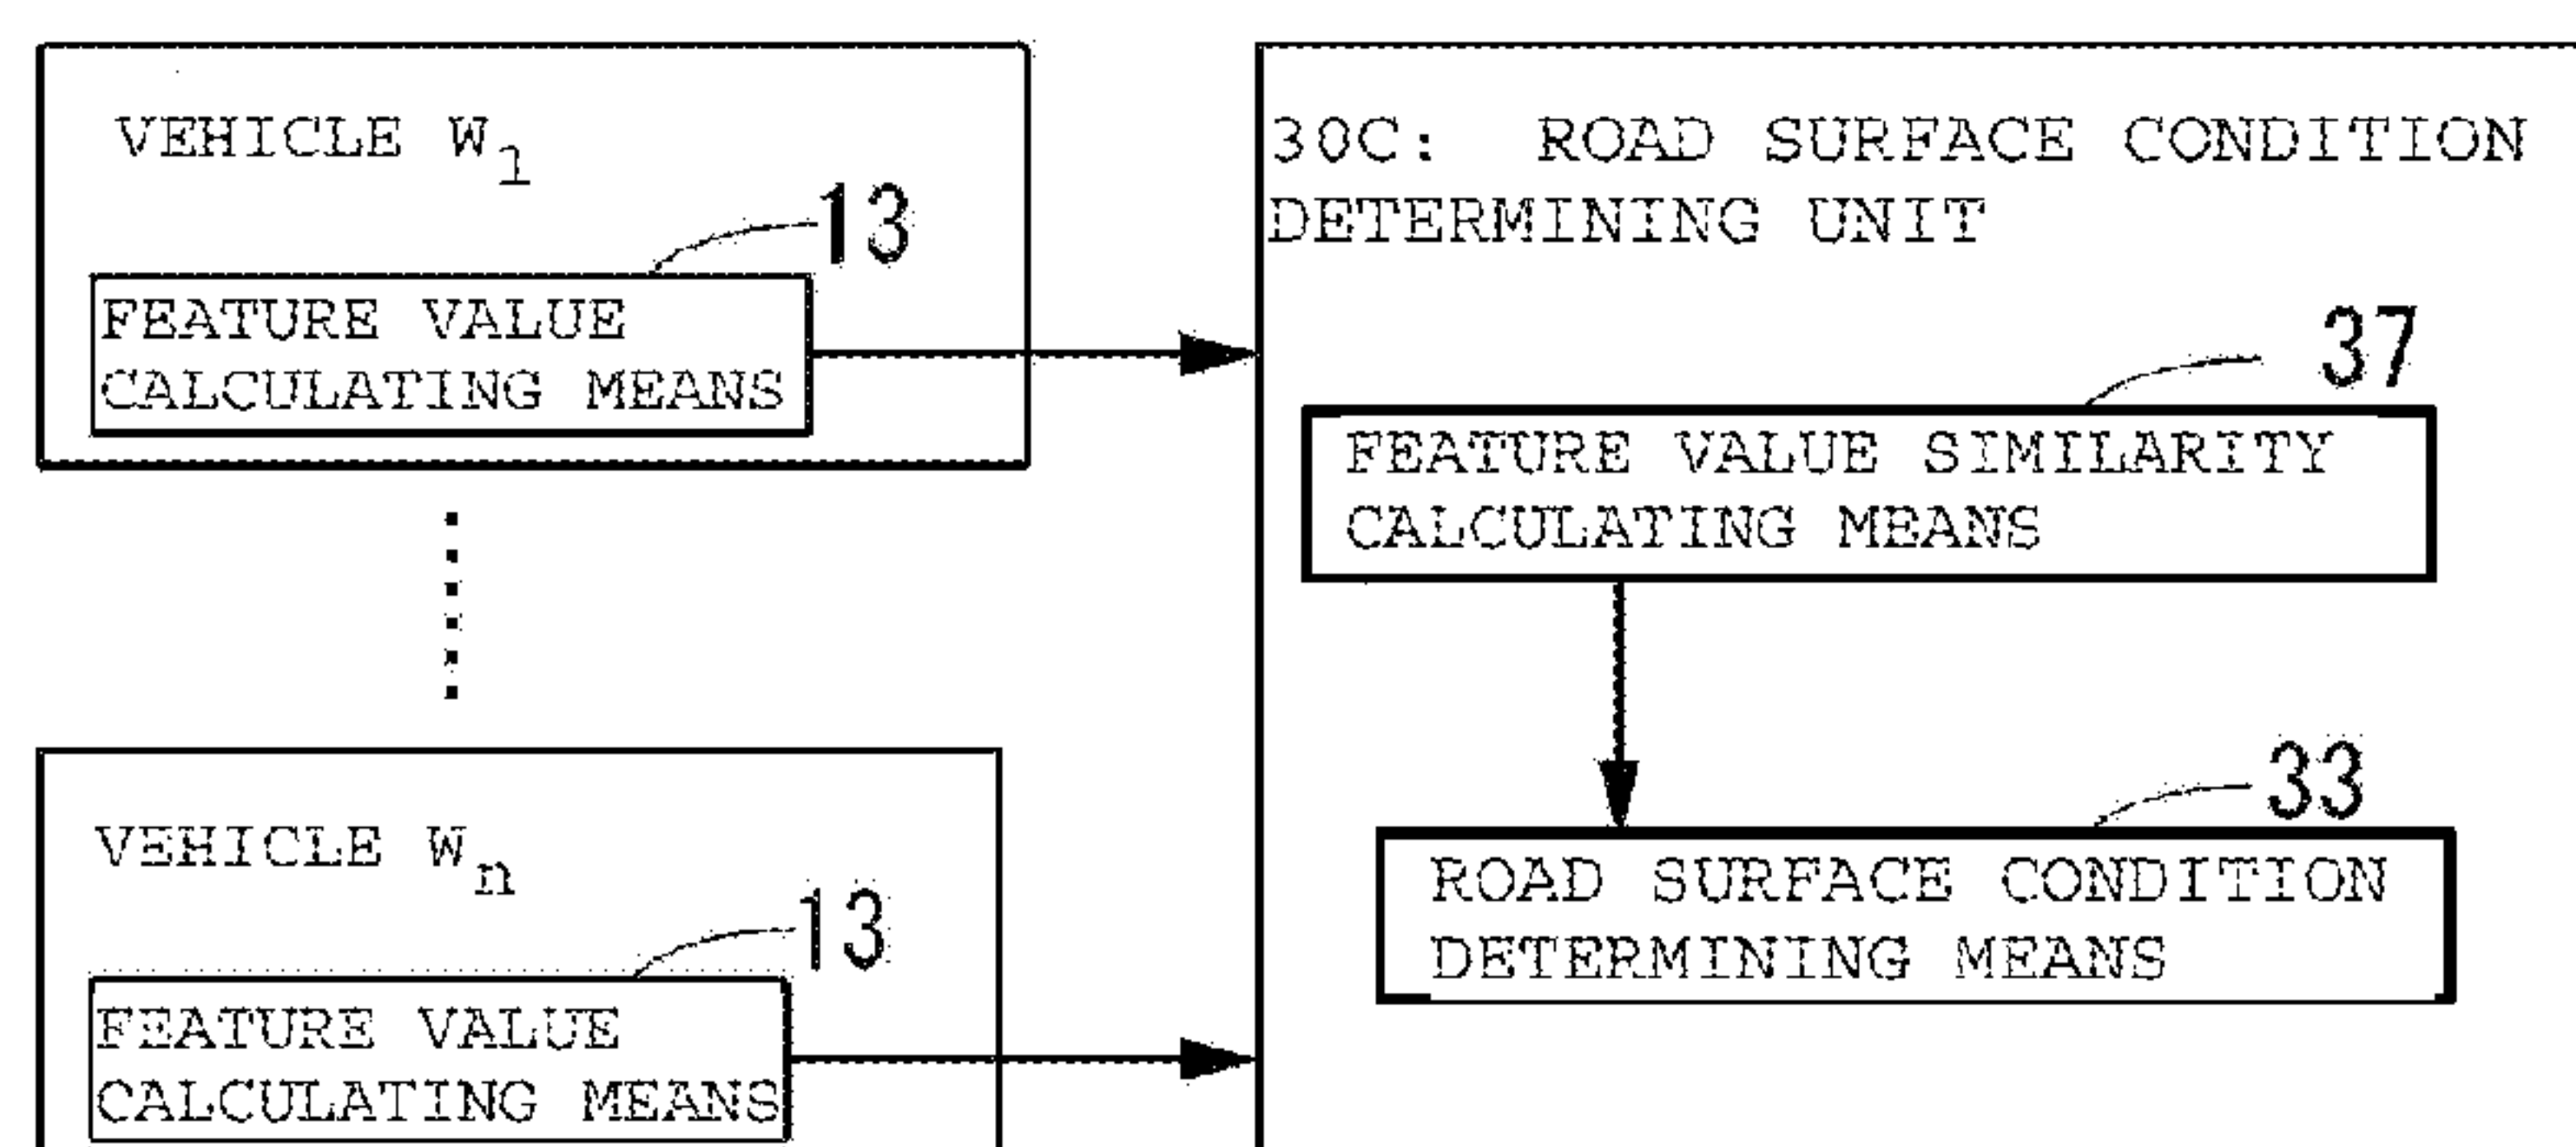 VEHICLE W1
13
FEATURE VALUE
CALCULATING MEANS
VEHICLE Wn
13
FEATURE VALUE
CALCULATING MEANS
30C: ROAD SURFACE CONDITION
DETERMINING UNIT
37
FEATURE VALUE SIMILARITY
CALCULATING MEANS
33
ROAD SURFACE CONDITION
DETERMINING MEANS